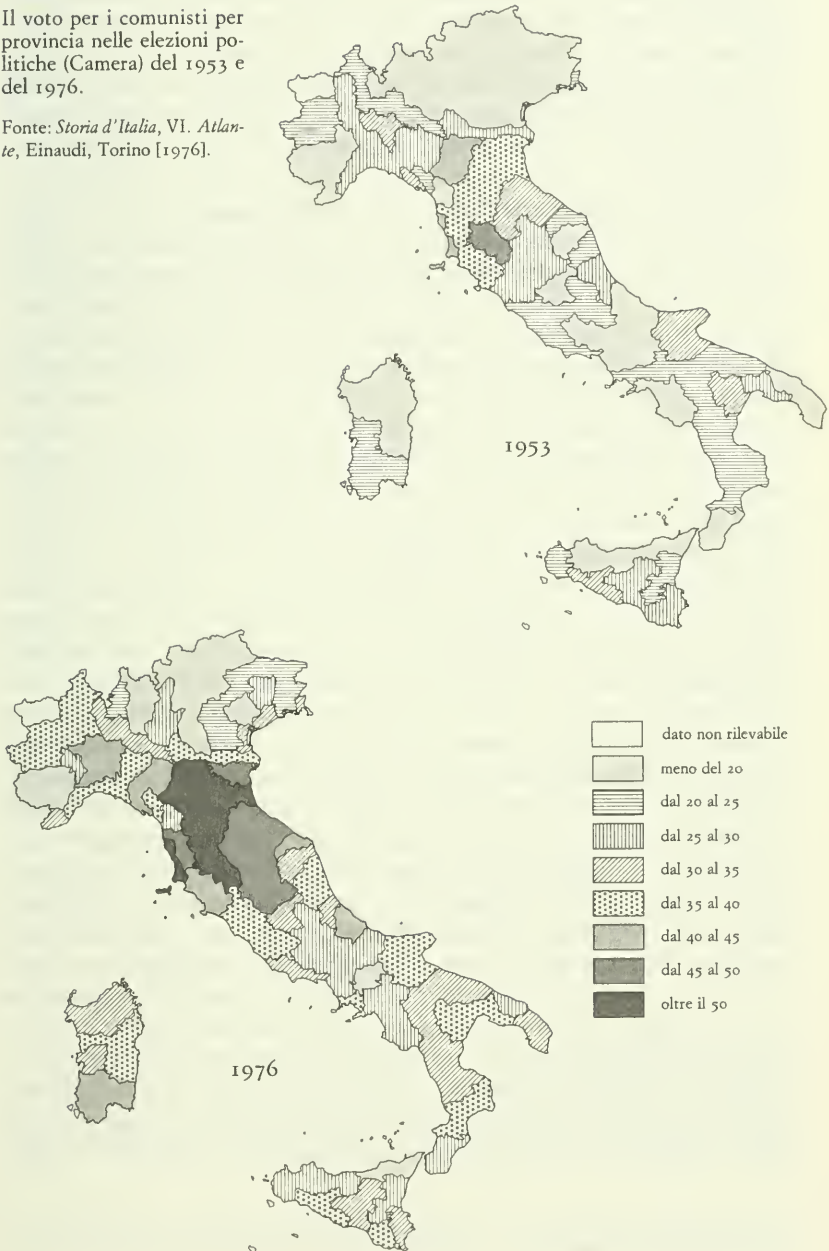 Il voto per i comunisti per
provincia nelle elezioni po-
litiche (Camera) del 1953 e
del 1976.
Fonte: Storia d'Italia, VI. Atlan-
te, Einaudi, Torino [1976].
1953
dato non rilevabile
meno del 20
dal 20 al 25
dal 25 al 30
dal 30 al 35
dal 35 al 40
dal 40 al 45
dal 45 al 50
oltre il 50
1976